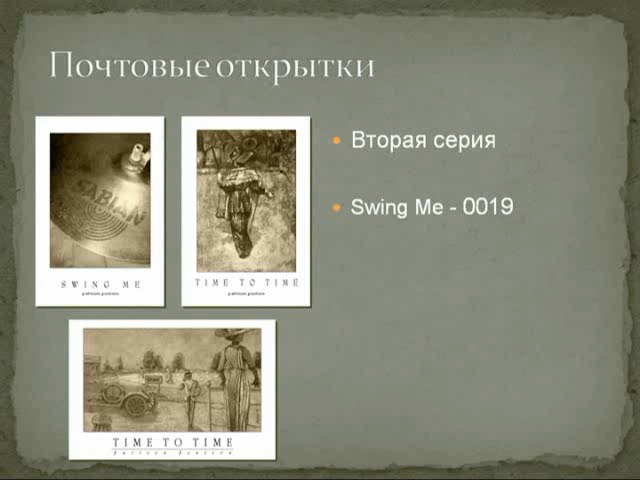 Почтовые открытки
Вторая серия
Swing Me - 0019
SABIAN
SWING ME
TIME TO TIME
TIME TO TIME